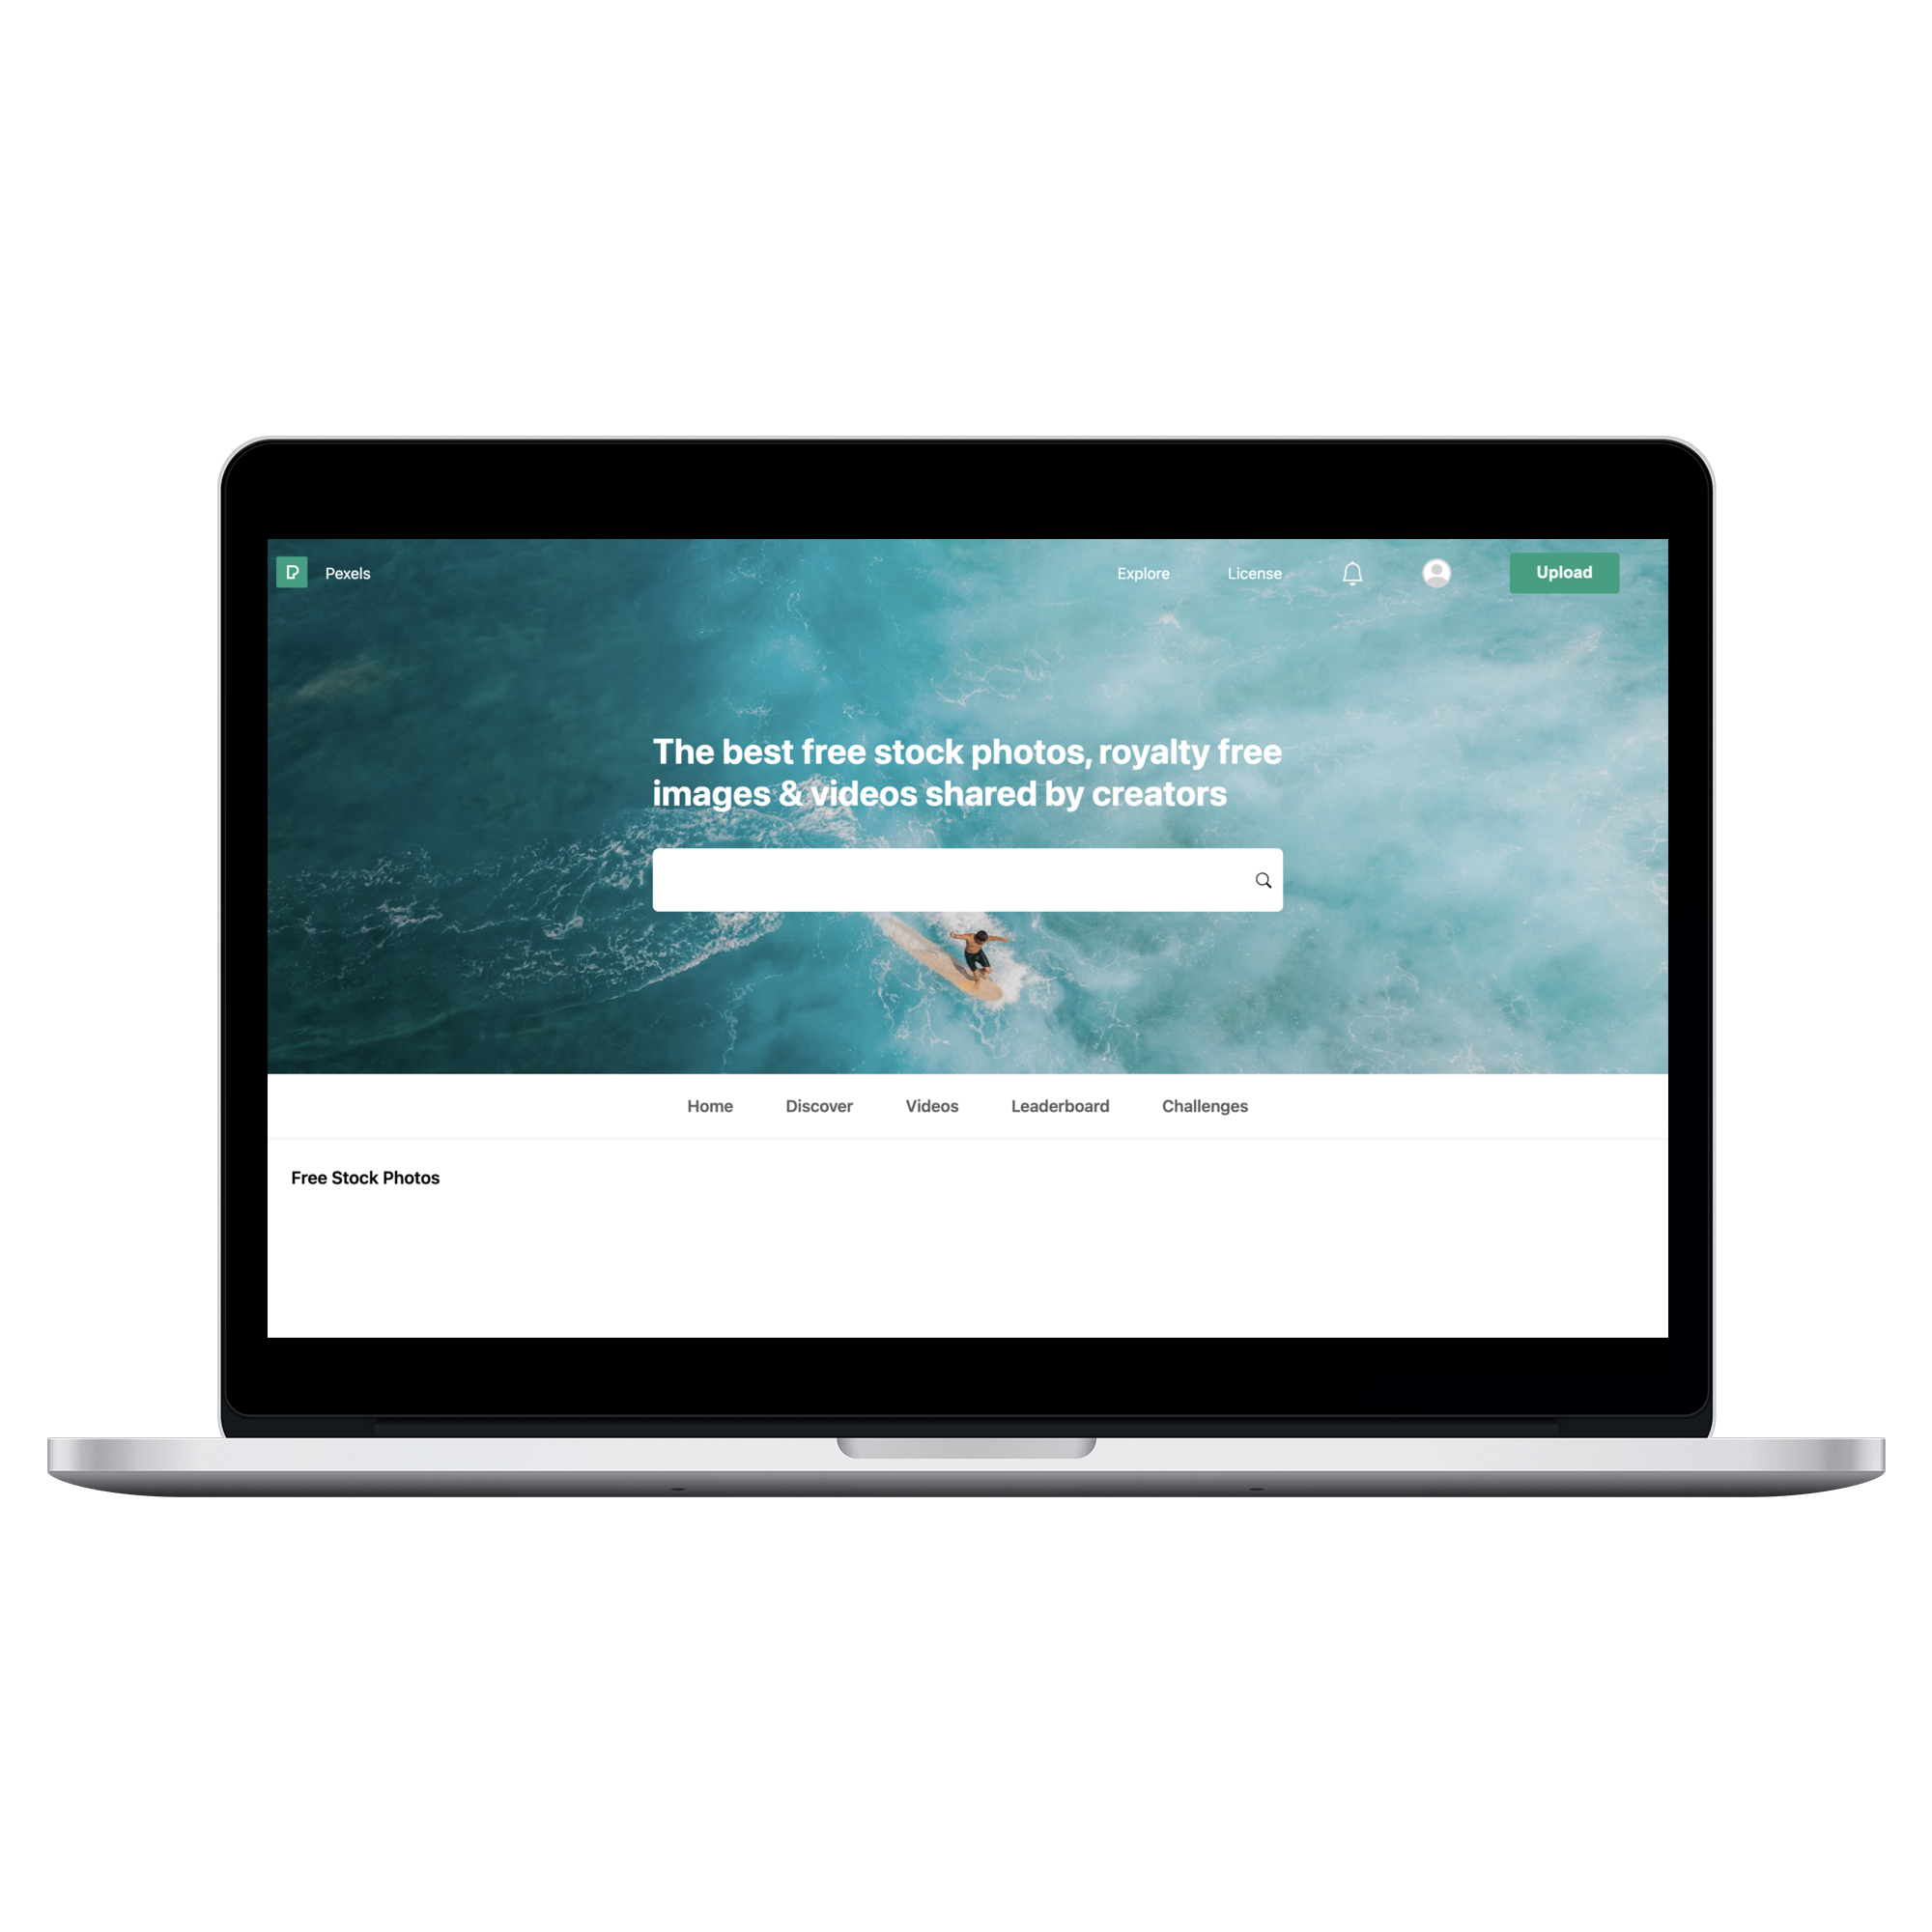 Pexels
Explore
License
Upload
The best free stock photos, royalty free
images & videos shared by creators
Home
Discover
Videos
Leaderboard
Challenges
Free Stock Photos